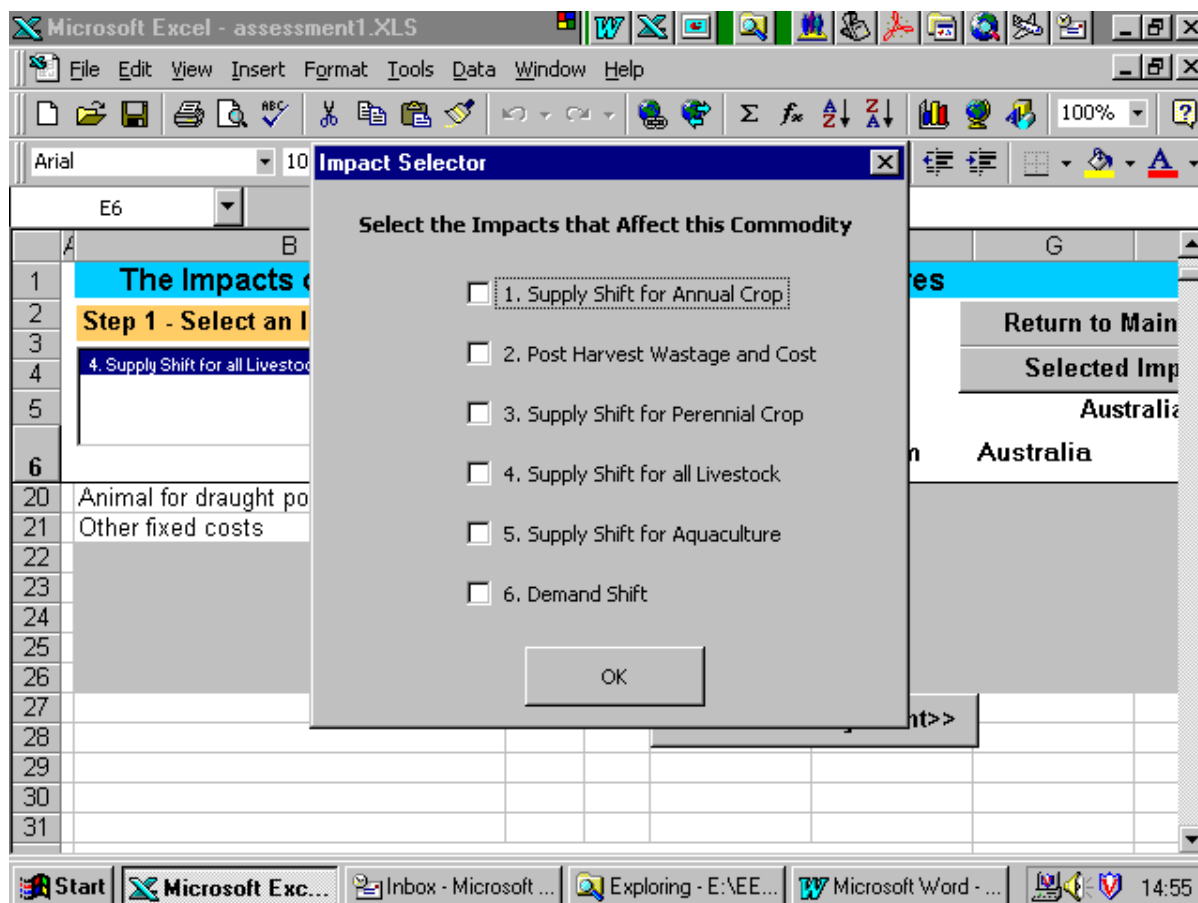 Microsoft Excel - assessment1.XLS
File Edit View Insert Format Tools Data Window Help
ABC Σ fx A Z Z A 100% ?
Arial 10 A
E6
Impact Selector
Select the Impacts that Affect this Commodity
1. Supply Shift for Annual Crop
2. Post Harvest Wastage and Cost
3. Supply Shift for Perennial Crop
4. Supply Shift for all Livestock
5. Supply Shift for Aquaculture
6. Demand Shift
OK
A B G
1 The Impacts es
2 Step 1 - Select an Return to Main
3
4 4. Supply Shift for all Livestoc Selected Imp
5 Australia
6 Australia
20 Animal for draught po
21 Other fixed costs
22
23
24
25
26
27 nt>>
28
29
30
31
Start Microsoft Exc... Inbox - Microsoft ... Exploring - E:\EE... Microsoft Word - ... 14:55